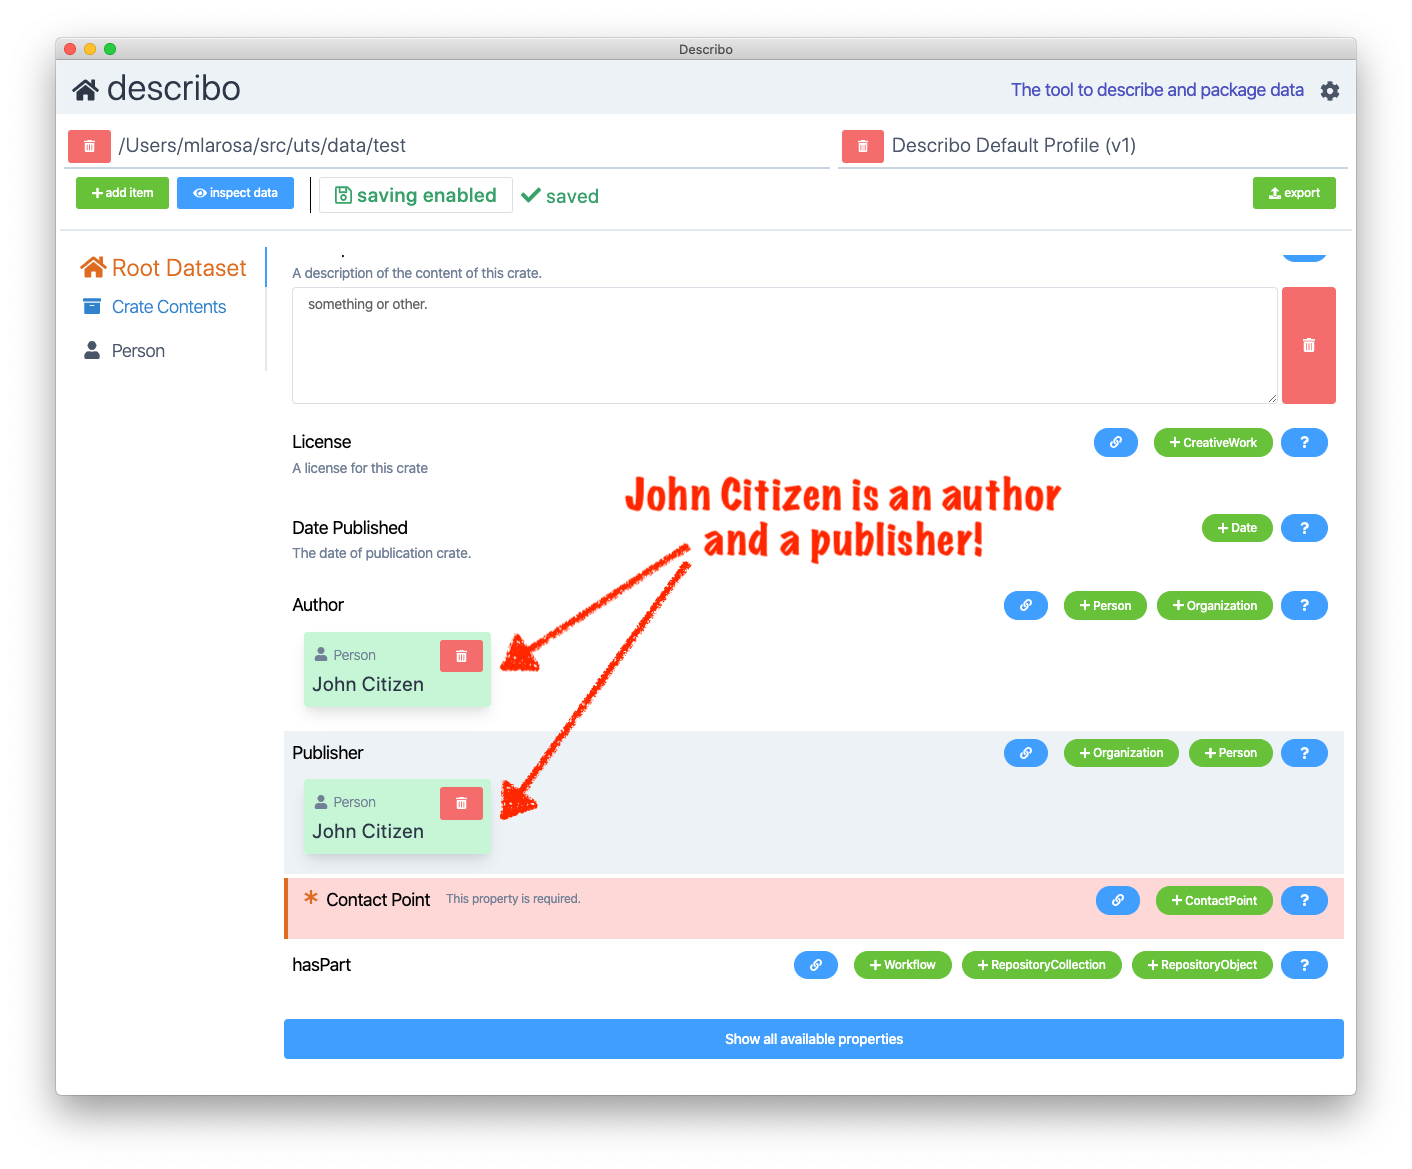 Describo
describo
The tool to describe and package data
/Users/mlarosa/src/uts/data/test
Describo Default Profile (v1)
+ add item
inspect data
saving enabled
saved
export
Root Dataset
Crate Contents
Person
A description of the content of this crate.
something or other.
License
+ CreativeWork
?
A license for this crate
John Citizen is an author
and a publisher!
Date Published
+ Date
?
The date of publication crate.
Author
+ Person
+ Organization
?
Person
John Citizen
Publisher
+ Organization
+ Person
?
Person
John Citizen
* Contact Point
This property is required.
+ ContactPoint
?
hasPart
+ Workflow
+ RepositoryCollection
+ RepositoryObject
?
Show all available properties